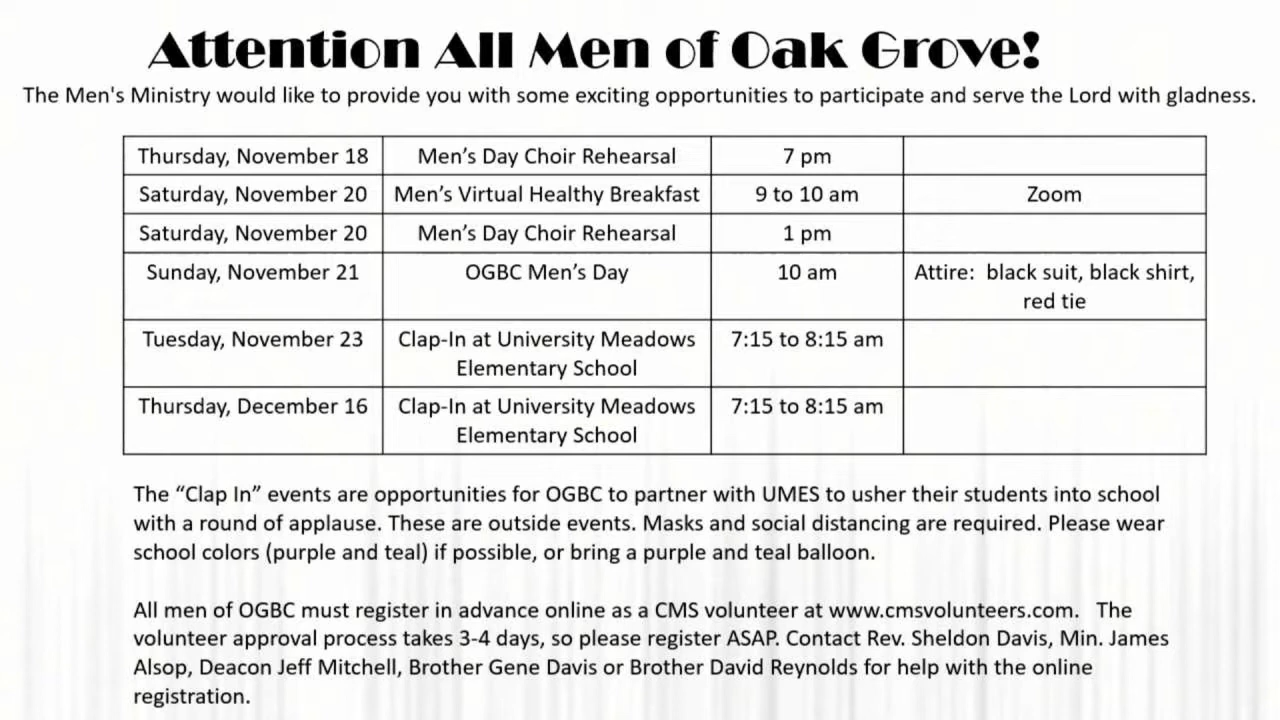 Attention All Men of Oak Grove!
The Men's Ministry would like to provide you with some exciting opportunities to participate and serve the Lord with gladness.
Thursday, November 18 Men’s Day Choir Rehearsal 7 pm
Saturday, November 20 Men’s Virtual Healthy Breakfast 9 to 10 am Zoom
Saturday, November 20 Men’s Day Choir Rehearsal 1 pm
Sunday, November 21 OGBC Men’s Day 10 am Attire:  black suit, black shirt,
red tie
Tuesday, November 23 Clap-In at University Meadows 7:15 to 8:15 am
Elementary School
Thursday, December 16 Clap-In at University Meadows 7:15 to 8:15 am
Elementary School
The “Clap In” events are opportunities for OGBC to partner with UMES to usher their students into school
with a round of applause. These are outside events. Masks and social distancing are required. Please wear
school colors (purple and teal) if possible, or bring a purple and teal balloon.
All men of OGBC must register in advance online as a CMS volunteer at www.cmsvolunteers.com.   The
volunteer approval process takes 3-4 days, so please register ASAP. Contact Rev. Sheldon Davis, Min. James
Alsop, Deacon Jeff Mitchell, Brother Gene Davis or Brother David Reynolds for help with the online
registration.